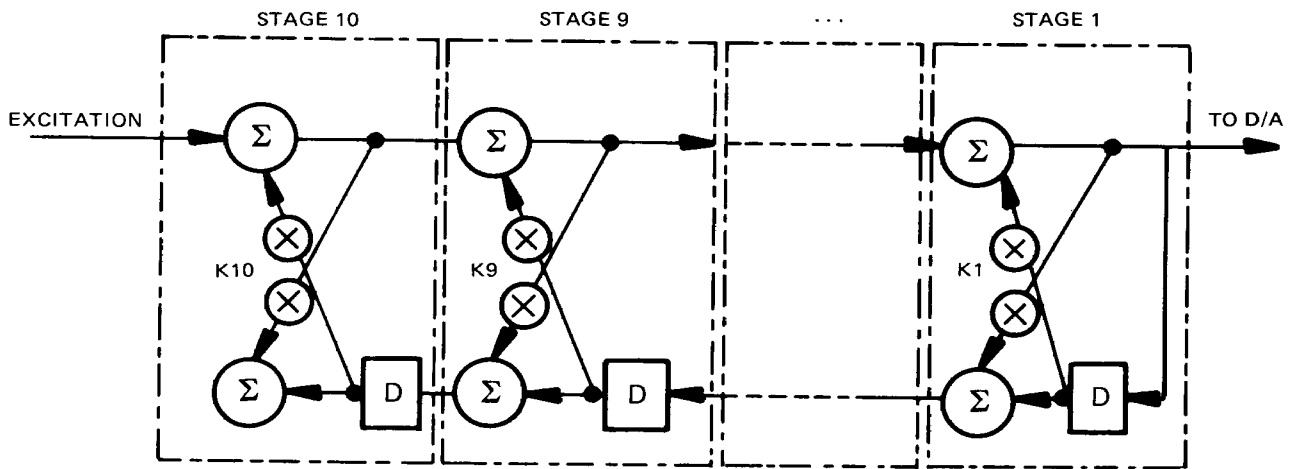 STAGE 10
STAGE 9
...
STAGE 1
EXCITATION
TO D/A
Σ
Σ
Σ
K10
K9
K1
Σ
D
Σ
D
Σ
D